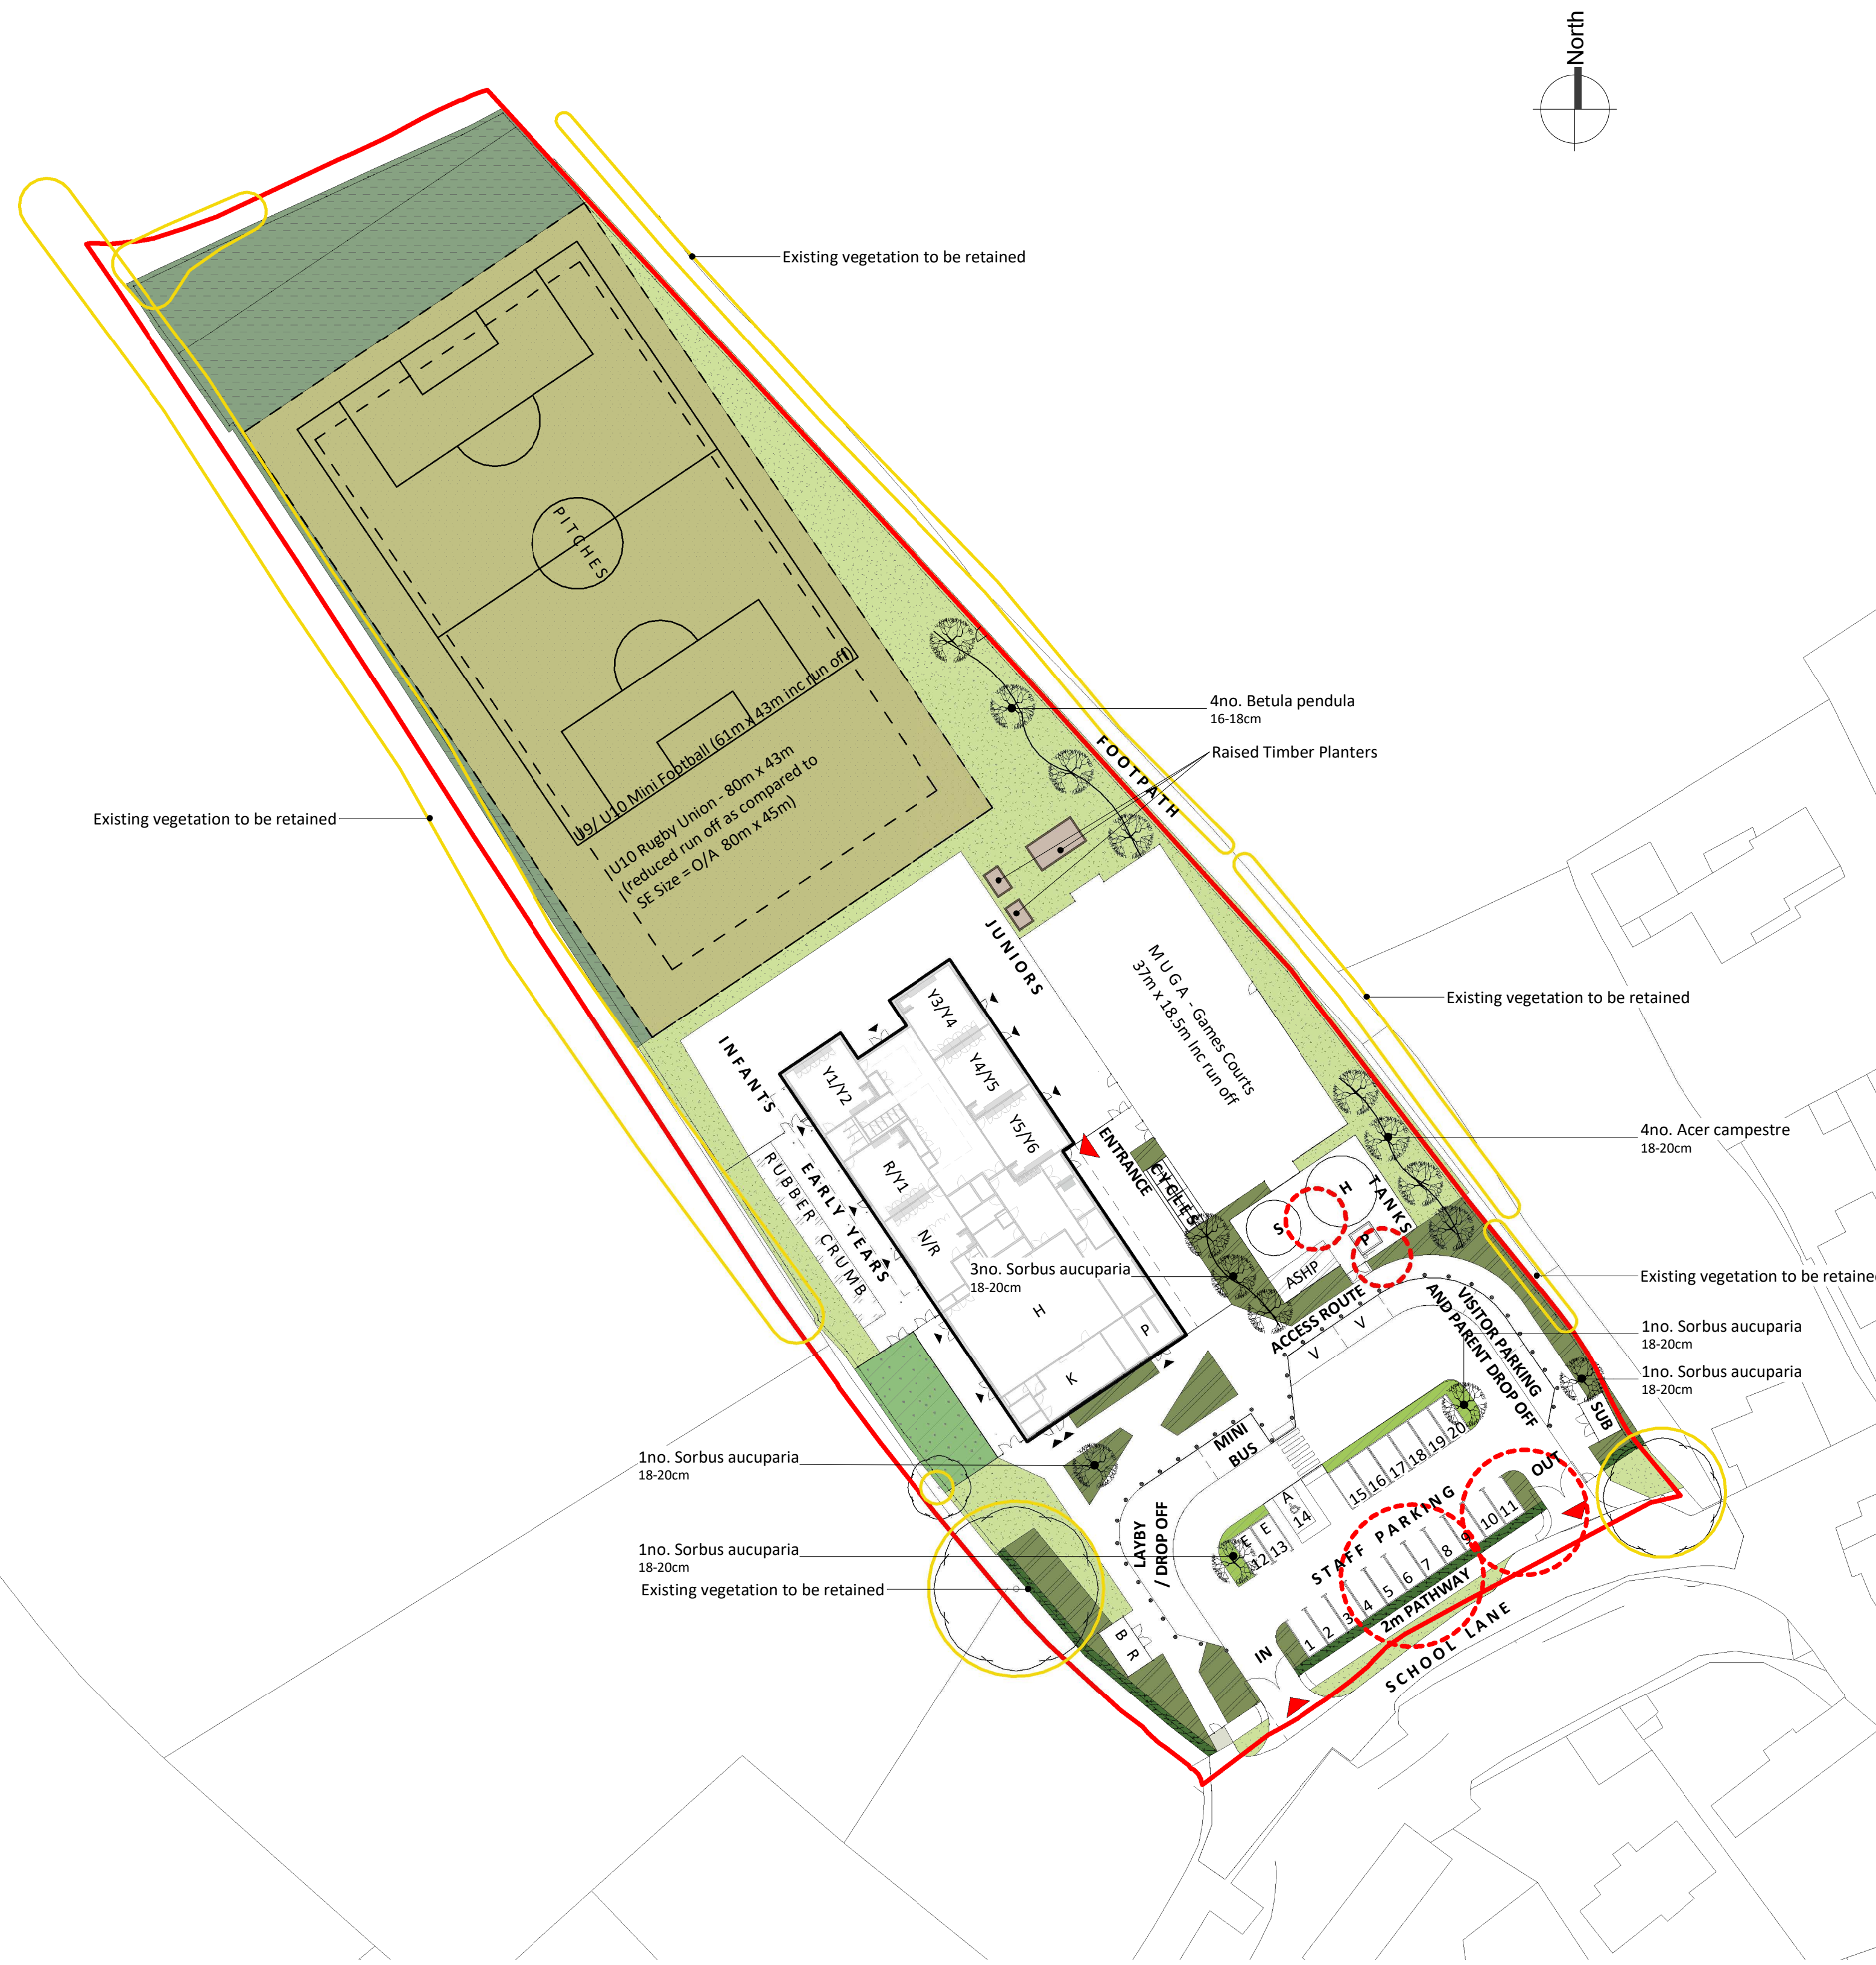 North
Existing vegetation to be retained
PITCHES
4no. Betula pendula
16-18cm
Raised Timber Planters
FOOTPATH
U9/ U10 Mini Football (61m x 43m inc run off)
U10 Rugby Union - 80m x 43m
(reduced run off as compared to
SE Size = O/A 80m x 45m)
Existing vegetation to be retained
JUNIORS
MUGA - Games Courts
37m x 18.5m Inc run off
Existing vegetation to be retained
INFANTS
Y3/Y4
Y1/Y2
Y4/Y5
Y5/Y6
4no. Acer campestre
18-20cm
ENTRANCE
CYCLES
RUBBER CRUMB
EARLY YEARS
R/Y1
N/R
H
TANKS
S
P
3no. Sorbus aucuparia
18-20cm
ASHP
Existing vegetation to be retaine
H
P
K
ACCESS ROUTE
V
V
VISITOR PARKING
AND PARENT DROP OFF
1no. Sorbus aucuparia
18-20cm
1no. Sorbus aucuparia
18-20cm
SUB
MINI
BUS
1no. Sorbus aucuparia
18-20cm
15 16 17 18 19 20
OUT
A
14
E E
12 13
LAYBY
/ DROP OFF
STAFF PARKING
1no. Sorbus aucuparia
18-20cm
Existing vegetation to be retained
1 2 3 4 5 6 7 8 9 10 11
2m PATHWAY
B R
IN
SCHOOL LANE